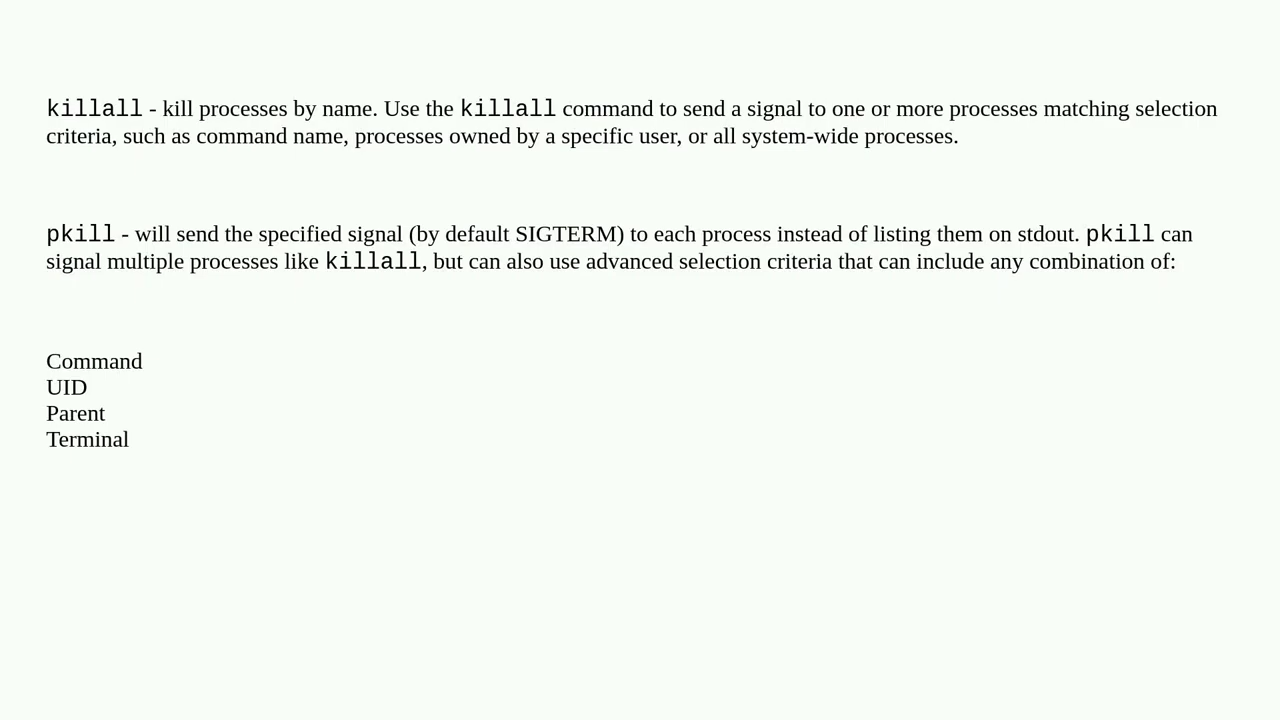 killall - kill processes by name. Use the killall command to send a signal to one or more processes matching selection
criteria, such as command name, processes owned by a specific user, or all system-wide processes.
pkill - will send the specified signal (by default SIGTERM) to each process instead of listing them on stdout. pkill can
signal multiple processes like killall, but can also use advanced selection criteria that can include any combination of:
Command
UID
Parent
Terminal